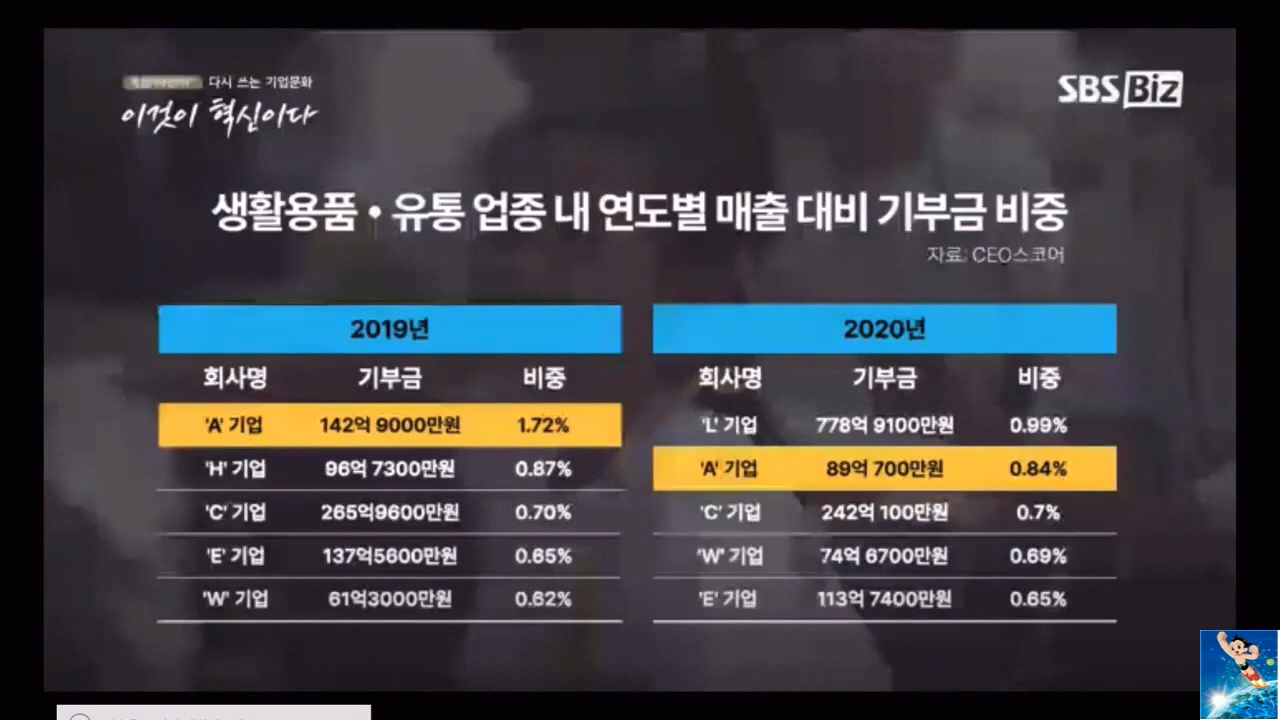 다시 쓰는 기업문화
이것이 혁신이다
SBS Biz
생활용품 • 유통 업종 내 연도별 매출 대비 기부금 비중
자료: CEO스코어
2019년
회사명 기부금 비중
'A' 기업 142억 9000만원 1.72%
'H' 기업 96억 7300만원 0.87%
'C' 기업 265억9600만원 0.70%
'E' 기업 137억5600만원 0.65%
'W' 기업 61억3000만원 0.62%
2020년
회사명 기부금 비중
'L' 기업 778억 9100만원 0.99%
'A' 기업 89억 700만원 0.84%
'C' 기업 242억 100만원 0.7%
'W' 기업 74억 6700만원 0.69%
'E' 기업 113억 7400만원 0.65%